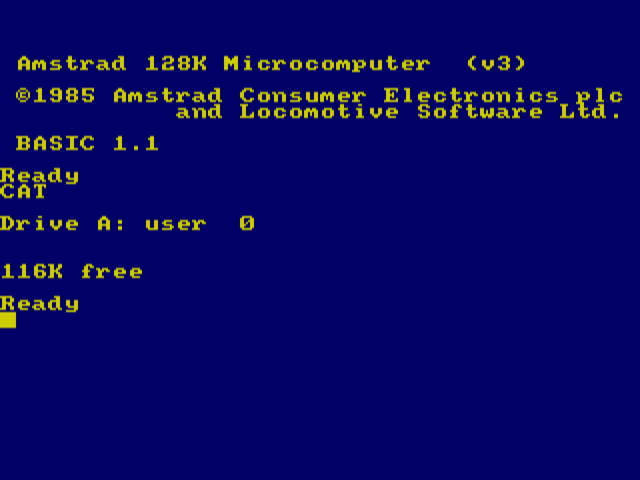 Amstrad 128K Microcomputer  (v3)
©1985 Amstrad Consumer Electronics plc
and Locomotive Software Ltd.
BASIC 1.1
Ready
CAT
Drive A: user  0
116K free
Ready